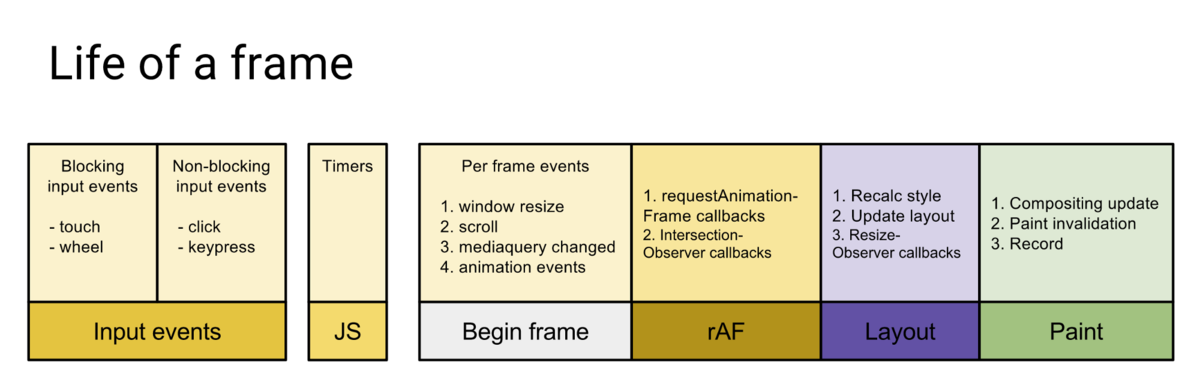 Life of a frame
Blocking
input events
- touch
- wheel
Non-blocking
input events
- click
- keypress
Input events
Timers
JS
Per frame events
1. window resize
2. scroll
3. mediaquery changed
4. animation events
Begin frame
1. requestAnimation-
Frame callbacks
2. Intersection-
Observer callbacks
rAF
1. Recalc style
2. Update layout
3. Resize-
Observer callbacks
Layout
1. Compositing update
2. Paint invalidation
3. Record
Paint